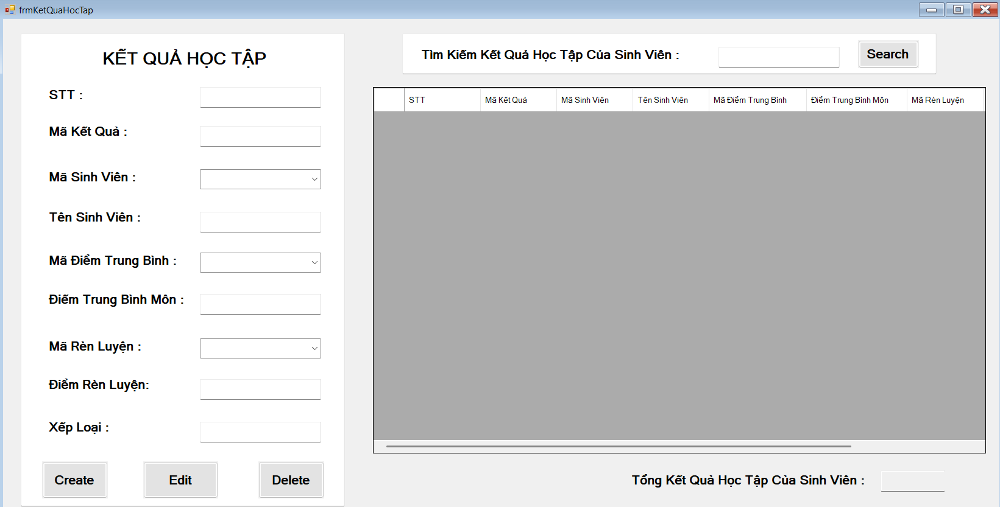 frmKetQuaHocTap
KẾT QUẢ HỌC TẬP
STT :
Mã Kết Quả :
Mã Sinh Viên :
Tên Sinh Viên :
Mã Điểm Trung Bình :
Điểm Trung Bình Môn :
Mã Rèn Luyện :
Điểm Rèn Luyện:
Xếp Loại :
Create Edit Delete
Tìm Kiếm Kết Quả Học Tập Của Sinh Viên : Search
STT Mã Kết Quả Mã Sinh Viên Tên Sinh Viên Mã Điểm Trung Bình Điểm Trung Bình Môn Mã Rèn Luyện
Tổng Kết Quả Học Tập Của Sinh Viên :